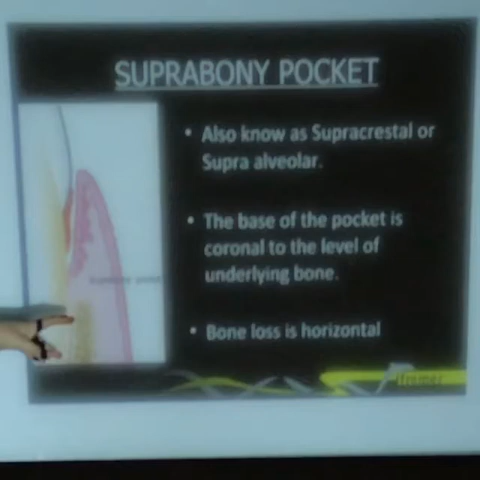 SUPRABONY POCKET
• Also know as Supracrestal or
Supra alveolar.
• The base of the pocket is
coronal to the level of
underlying bone.
• Bone loss is horizontal